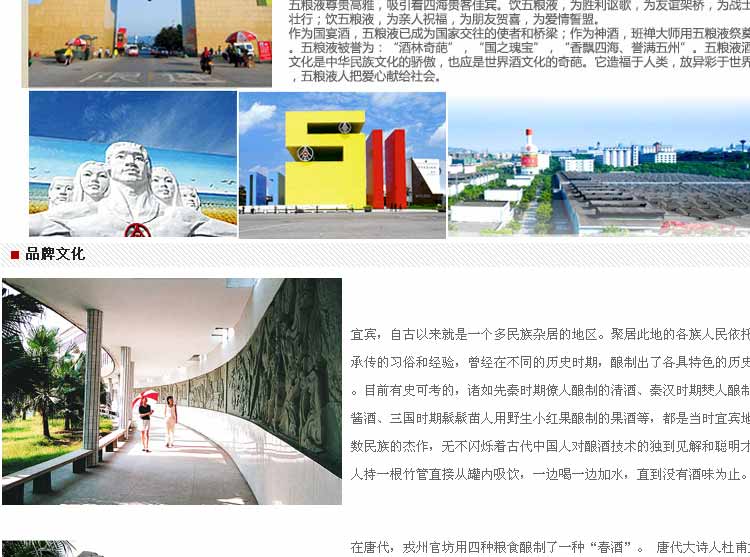 五粮液尊贵高雅，吸引着四海贵客佳宾。饮五粮液，为胜利讴歌，为友谊架桥，为战士
壮行；饮五粮液，为亲人祝福，为朋友贺喜，为爱情誓盟。
作为国宴酒，五粮液已成为国家交往的使者和桥梁；作为神酒，班禅大师用五粮液祭奠
。五粮液被誉为：“酒林奇葩”，“国之瑰宝”，“香飘四海、誉满五州”。五粮液酒
文化是中华民族文化的骄傲，也应是世界酒文化的奇葩。它造福于人类，放异彩于世界
，五粮液人把爱心献给社会。
品牌文化
宜宾，自古以来就是一个多民族杂居的地区。聚居此地的各族人民依托
承传的习俗和经验，曾经在不同的历史时期，酿制出了各具特色的历史
。目前有史可考的，诸如先秦时期僚人酿制的清酒、秦汉时期僰人酿制
酱酒、三国时期鬏鬏苗人用野生小红果酿制的果酒等，都是当时宜宾地
数民族的杰作，无不闪烁着古代中国人对酿酒技术的独到见解和聪明才
人持一根竹管直接从罐内吸饮，一边喝一边加水，直到没有酒味为止。
在唐代，戎州官坊用四种粮食酿制了一种“春酒”。 唐代大诗人杜甫